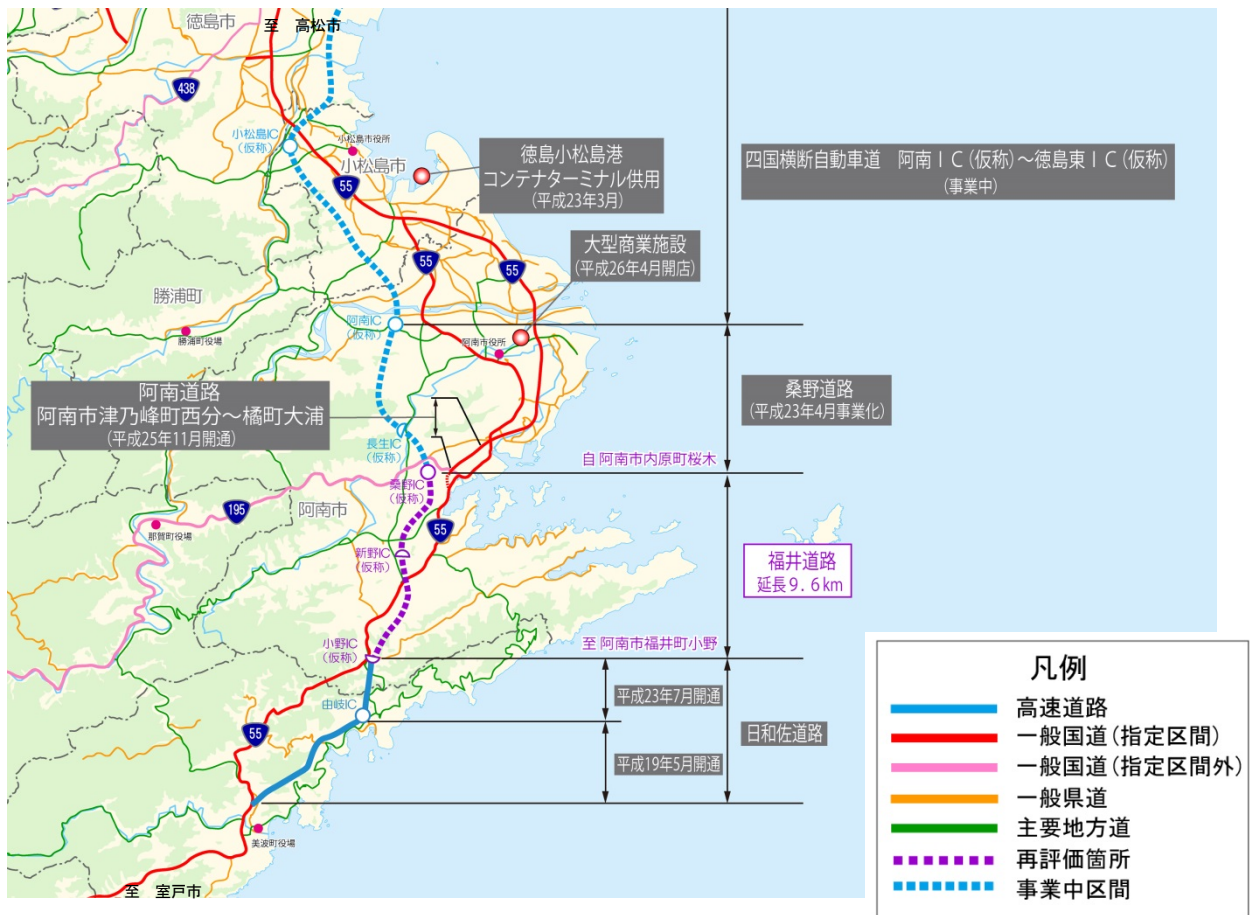 徳島市
至 高松市
438
小松島IC
(仮称)
小松島市役所
小松島市
55
徳島小松島港
コンテナターミナル供用
(平成23年3月)
四国横断自動車道 阿南IC(仮称)~徳島東IC(仮称)
(事業中)
大型商業施設
(平成26年4月開店)
55
55
勝浦町
勝浦町役場
阿南IC
(仮称)
阿南市役所
阿南道路
阿南市津乃峰町西分~橘町大浦
(平成25年11月開通)
桑野道路
(平成23年4月事業化)
長生IC
(仮称)
自 阿南市内原町桜木
桑野IC
(仮称)
195
阿南市
那賀町役場
55
新野IC
(仮称)
福井道路
延長9.6km
小野IC
(仮称)
至 阿南市福井町小野
由岐IC
平成23年7月開通
55
日和佐道路
平成19年5月開通
美波町役場
至 室戸市
凡例
高速道路
一般国道(指定区間)
一般国道(指定区間外)
一般県道
主要地方道
再評価箇所
事業中区間